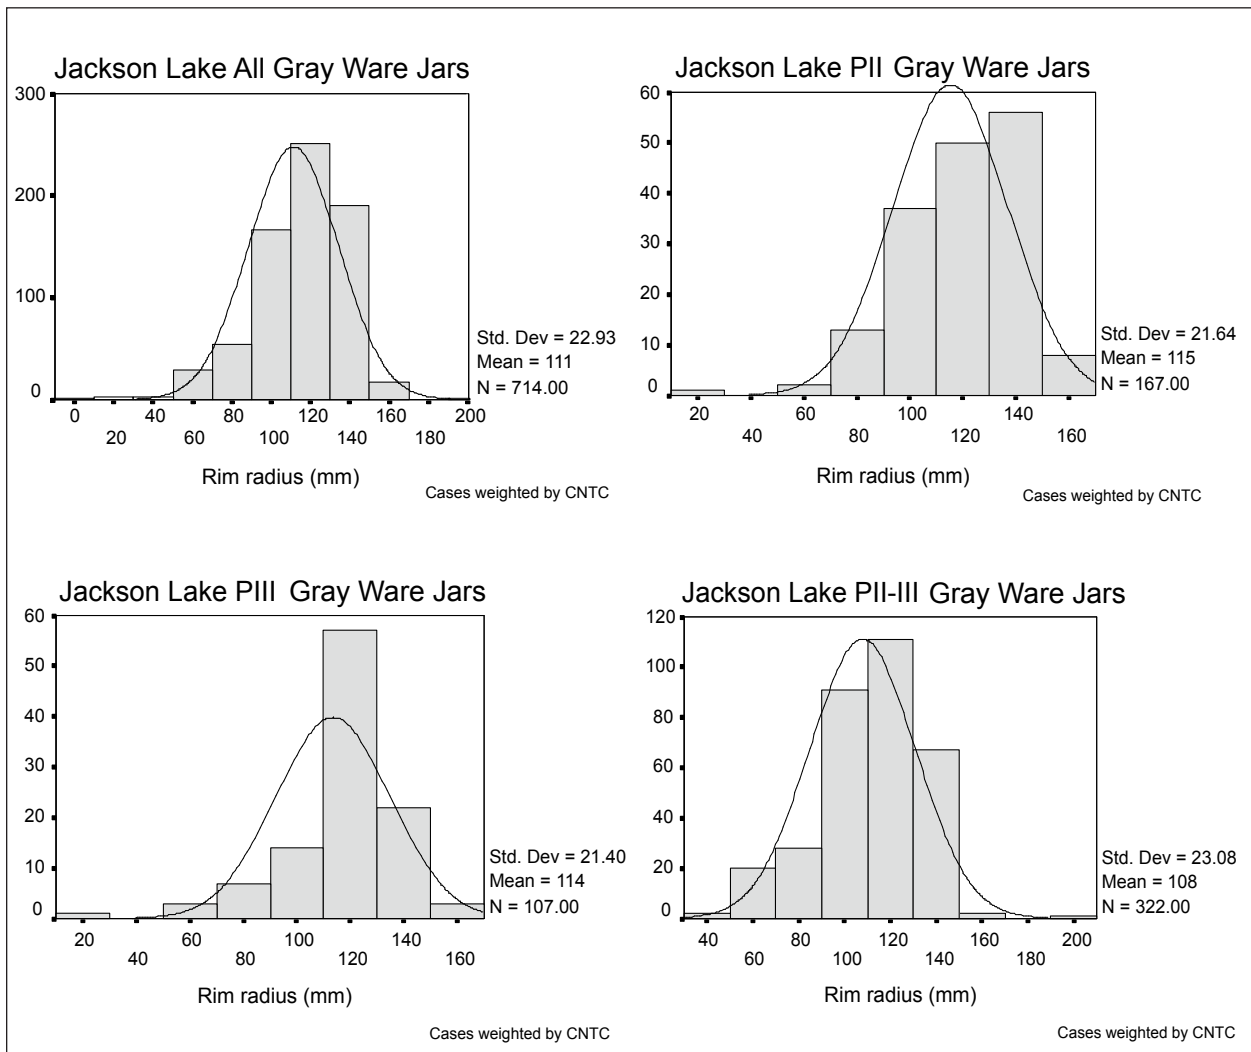 Jackson Lake All Gray Ware Jars
300
200
100
0
0 40 80 120 160 200
20 60 100 140 180
Rim radius (mm)
Std. Dev = 22.93
Mean = 111
N = 714.00
Cases weighted by CNTC
Jackson Lake PII Gray Ware Jars
60
50
40
30
20
10
0
20 60 100 140
40 80 120 160
Rim radius (mm)
Std. Dev = 21.64
Mean = 115
N = 167.00
Cases weighted by CNTC
Jackson Lake PIII Gray Ware Jars
60
50
40
30
20
10
0
20 60 100 140
40 80 120 160
Rim radius (mm)
Std. Dev = 21.40
Mean = 114
N = 107.00
Cases weighted by CNTC
Jackson Lake PII-III Gray Ware Jars
120
100
80
60
40
20
0
40 80 120 160 200
60 100 140 180
Rim radius (mm)
Std. Dev = 23.08
Mean = 108
N = 322.00
Cases weighted by CNTC